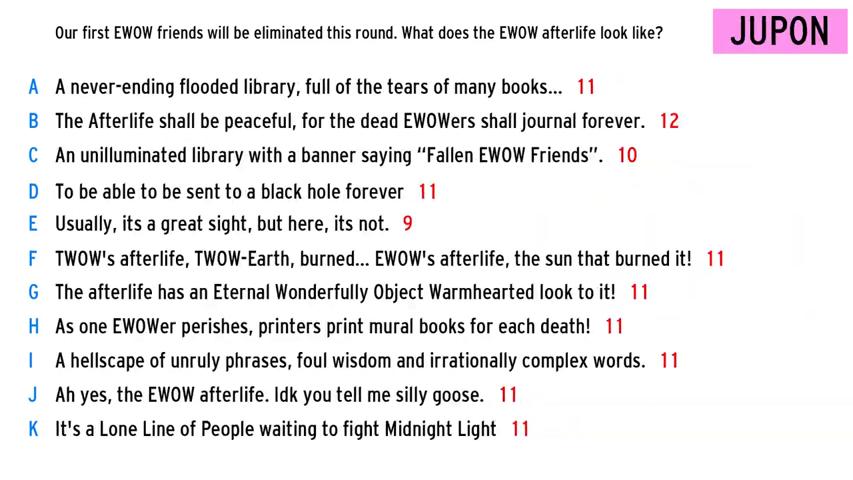 Our first EWOW friends will be eliminated this round. What does the EWOW afterlife look like?
JUPON
A A never-ending flooded library, full of the tears of many books... 11
B The Afterlife shall be peaceful, for the dead EWOWers shall journal forever. 12
C An unilluminated library with a banner saying “Fallen EWOW Friends”. 10
D To be able to be sent to a black hole forever 11
E Usually, its a great sight, but here, its not. 9
F TWOW's afterlife, TWOW-Earth, burned... EWOW's afterlife, the sun that burned it! 11
G The afterlife has an Eternal Wonderfully Object Warmhearted look to it! 11
H As one EWOWer perishes, printers print mural books for each death! 11
I A hellscape of unruly phrases, foul wisdom and irrationally complex words. 11
J Ah yes, the EWOW afterlife. Idk you tell me silly goose. 11
K It's a Lone Line of People waiting to fight Midnight Light 11